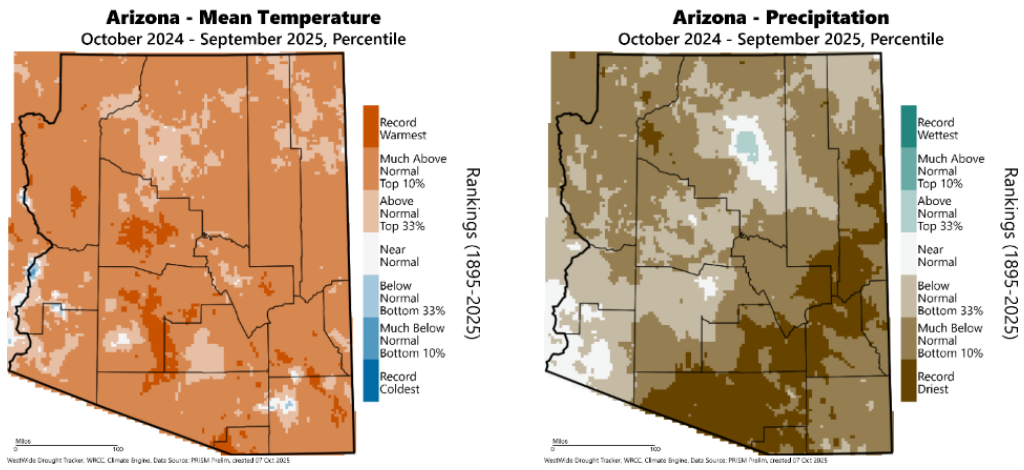 Arizona - Mean Temperature
October 2024 - September 2025, Percentile
Record
Warmest
Much Above
Normal
Top 10%
Above
Normal
Top 33%
Near
Normal
Below
Normal
Bottom 33%
Much Below
Normal
Bottom 10%
Record
Coldest
Rankings (1895-2025)
Miles
0
100
WestWide Drought Tracker, WRCC, Climate Engine, Data Source: PRISM Prelim, created 07 Oct 2025
Arizona - Precipitation
October 2024 - September 2025, Percentile
Record
Wettest
Much Above
Normal
Top 10%
Above
Normal
Top 33%
Near
Normal
Below
Normal
Bottom 33%
Much Below
Normal
Bottom 10%
Record
Driest
Rankings (1895-2025)
Miles
0
100
WestWide Drought Tracker, WRCC, Climate Engine, Data Source: PRISM Prelim, created 07 Oct 2025